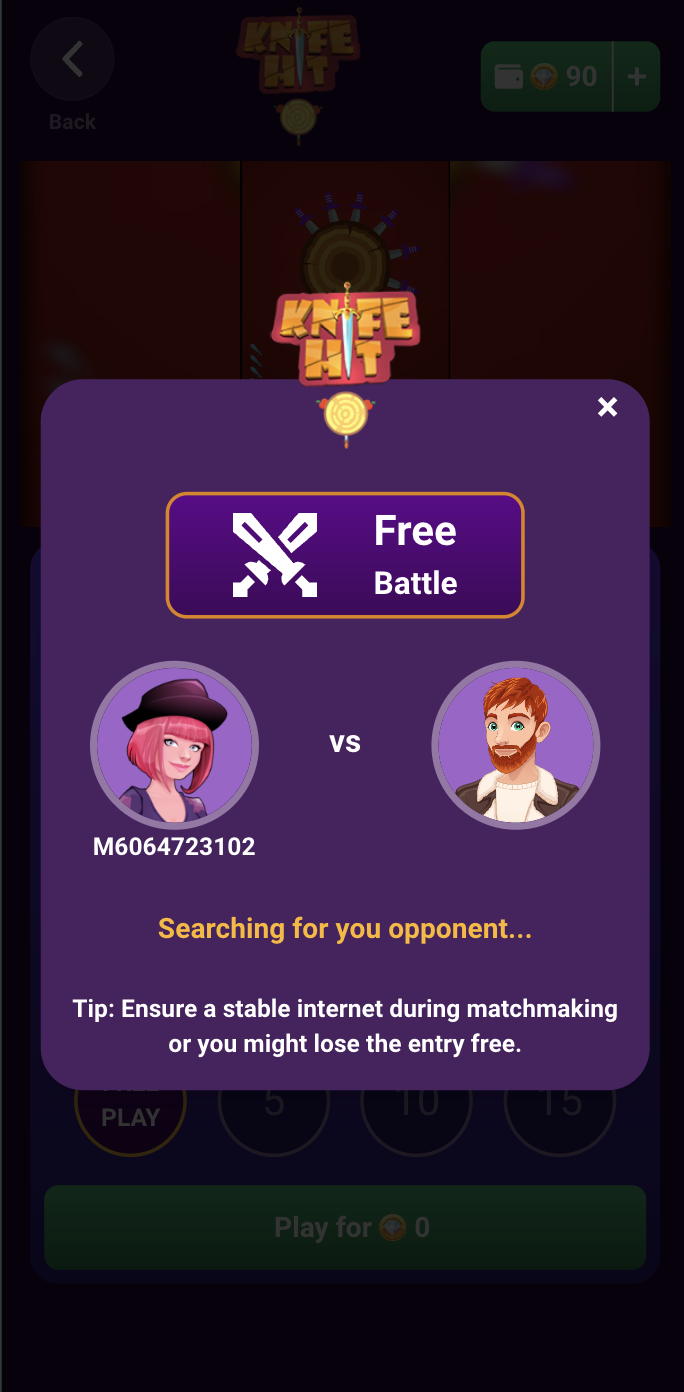 KNIFE
HIT
90 +
Back
KNIFE
HIT
×
Free
Battle
vs
M6064723102
Searching for you opponent...
Tip: Ensure a stable internet during matchmaking
or you might lose the entry free.
5 10 15
PLAY
Play for 0